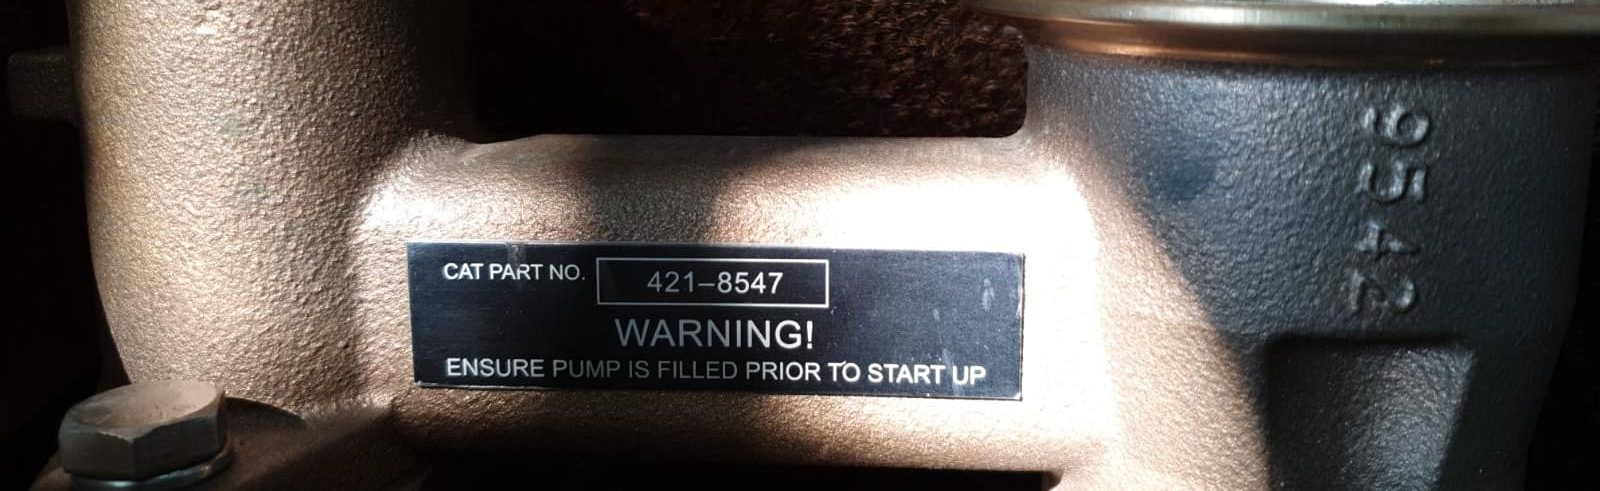 CAT PART NO. 421–8547
WARNING!
ENSURE PUMP IS FILLED PRIOR TO START UP
9542